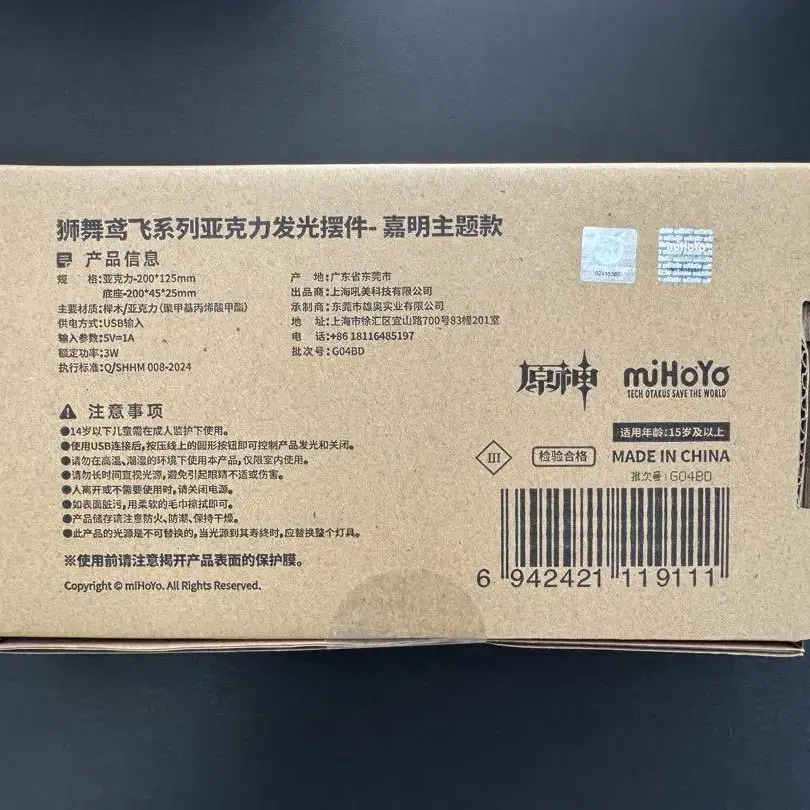 狮舞鸢飞系列亚克力发光摆件-嘉明主题款
产品信息
规 格:亚克力-200*125mm
底座-200*45*25mm
主要材质:榉木/亚克力(聚甲基丙烯酸甲酯)
供电方式:USB输入
输入参数:5V=1A
额定功率:3W
执行标准:Q/SHHM 008-2024
产 地:广东省东莞市
出品商:上海吼美科技有限公司
承制商:东莞市雄奥实业有限公司
地 址:上海市徐汇区宜山路700号83幢201室
电 话:+86 18116485197
批次号:G04BD
miHoYo
原神
miHoYo
TECH OTAKUS SAVE THE WORLD
注意事项
●14岁以下儿童需在成人监护下使用。
●使用USB连接后,按压线上的圆形按钮即可控制产品发光和关闭。
●请勿在高温、潮湿的环境下使用本产品,仅限室内使用。
●请勿长时间直视光源,避免引起眼睛不适或伤害。
●人离开或不需要使用时,请关闭电源。
●如表面脏污,用柔软的毛巾擦拭即可。
●产品储存请注意防火、防潮、保持干燥。
●此产品的光源是不可替换的,当光源到其寿终时,应替换整个灯具。
※使用前请注意揭开产品表面的保护膜。
Copyright © miHoYo. All Rights Reserved.
适用年龄:15岁及以上
III
检验合格
MADE IN CHINA
批次号:G04BD
6 942421 119111